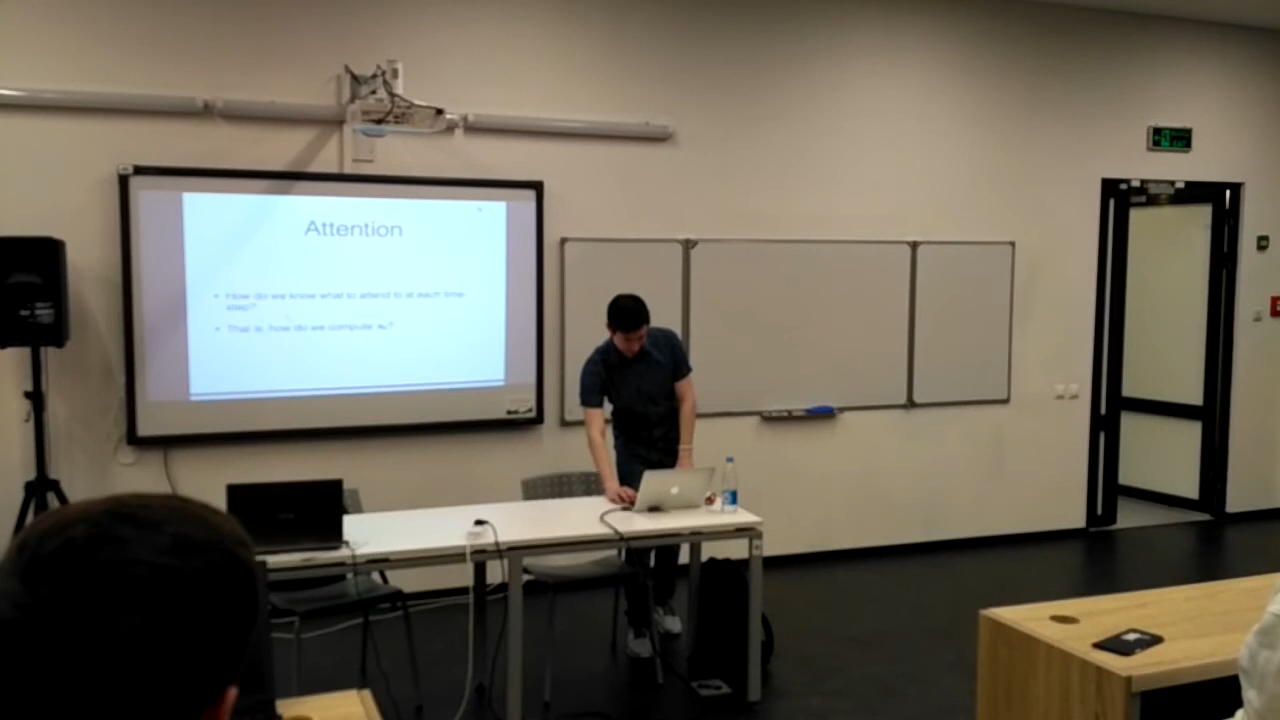 Attention
• How do we know what to attend to at each time-
step?
• That is, how do we compute